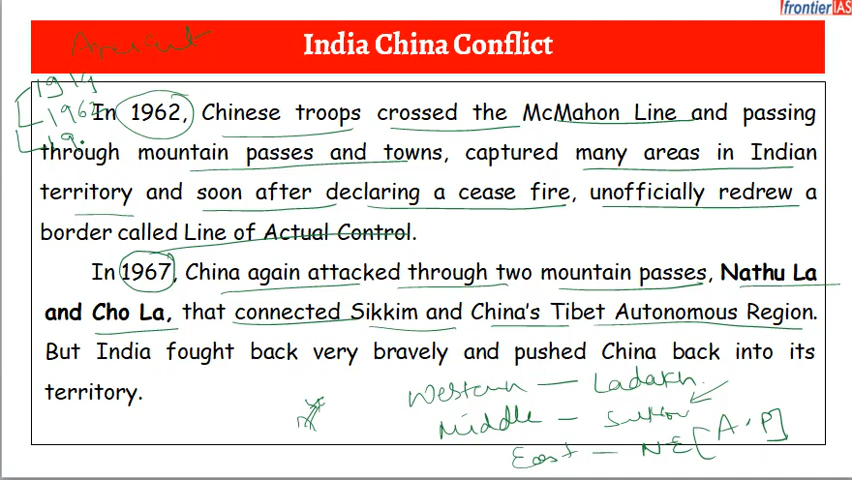 frontierIAS
India China Conflict
1914
1962
In 1962, Chinese troops crossed the McMahon Line and passing
19
through mountain passes and towns, captured many areas in Indian
territory and soon after declaring a cease fire, unofficially redrew a
border called Line of Actual Control.
In 1967, China again attacked through two mountain passes, Nathu La
and Cho La, that connected Sikkim and China's Tibet Autonomous Region.
But India fought back very bravely and pushed China back into its
territory.
Western — Ladakh
Middle —
East — NE [A.P]